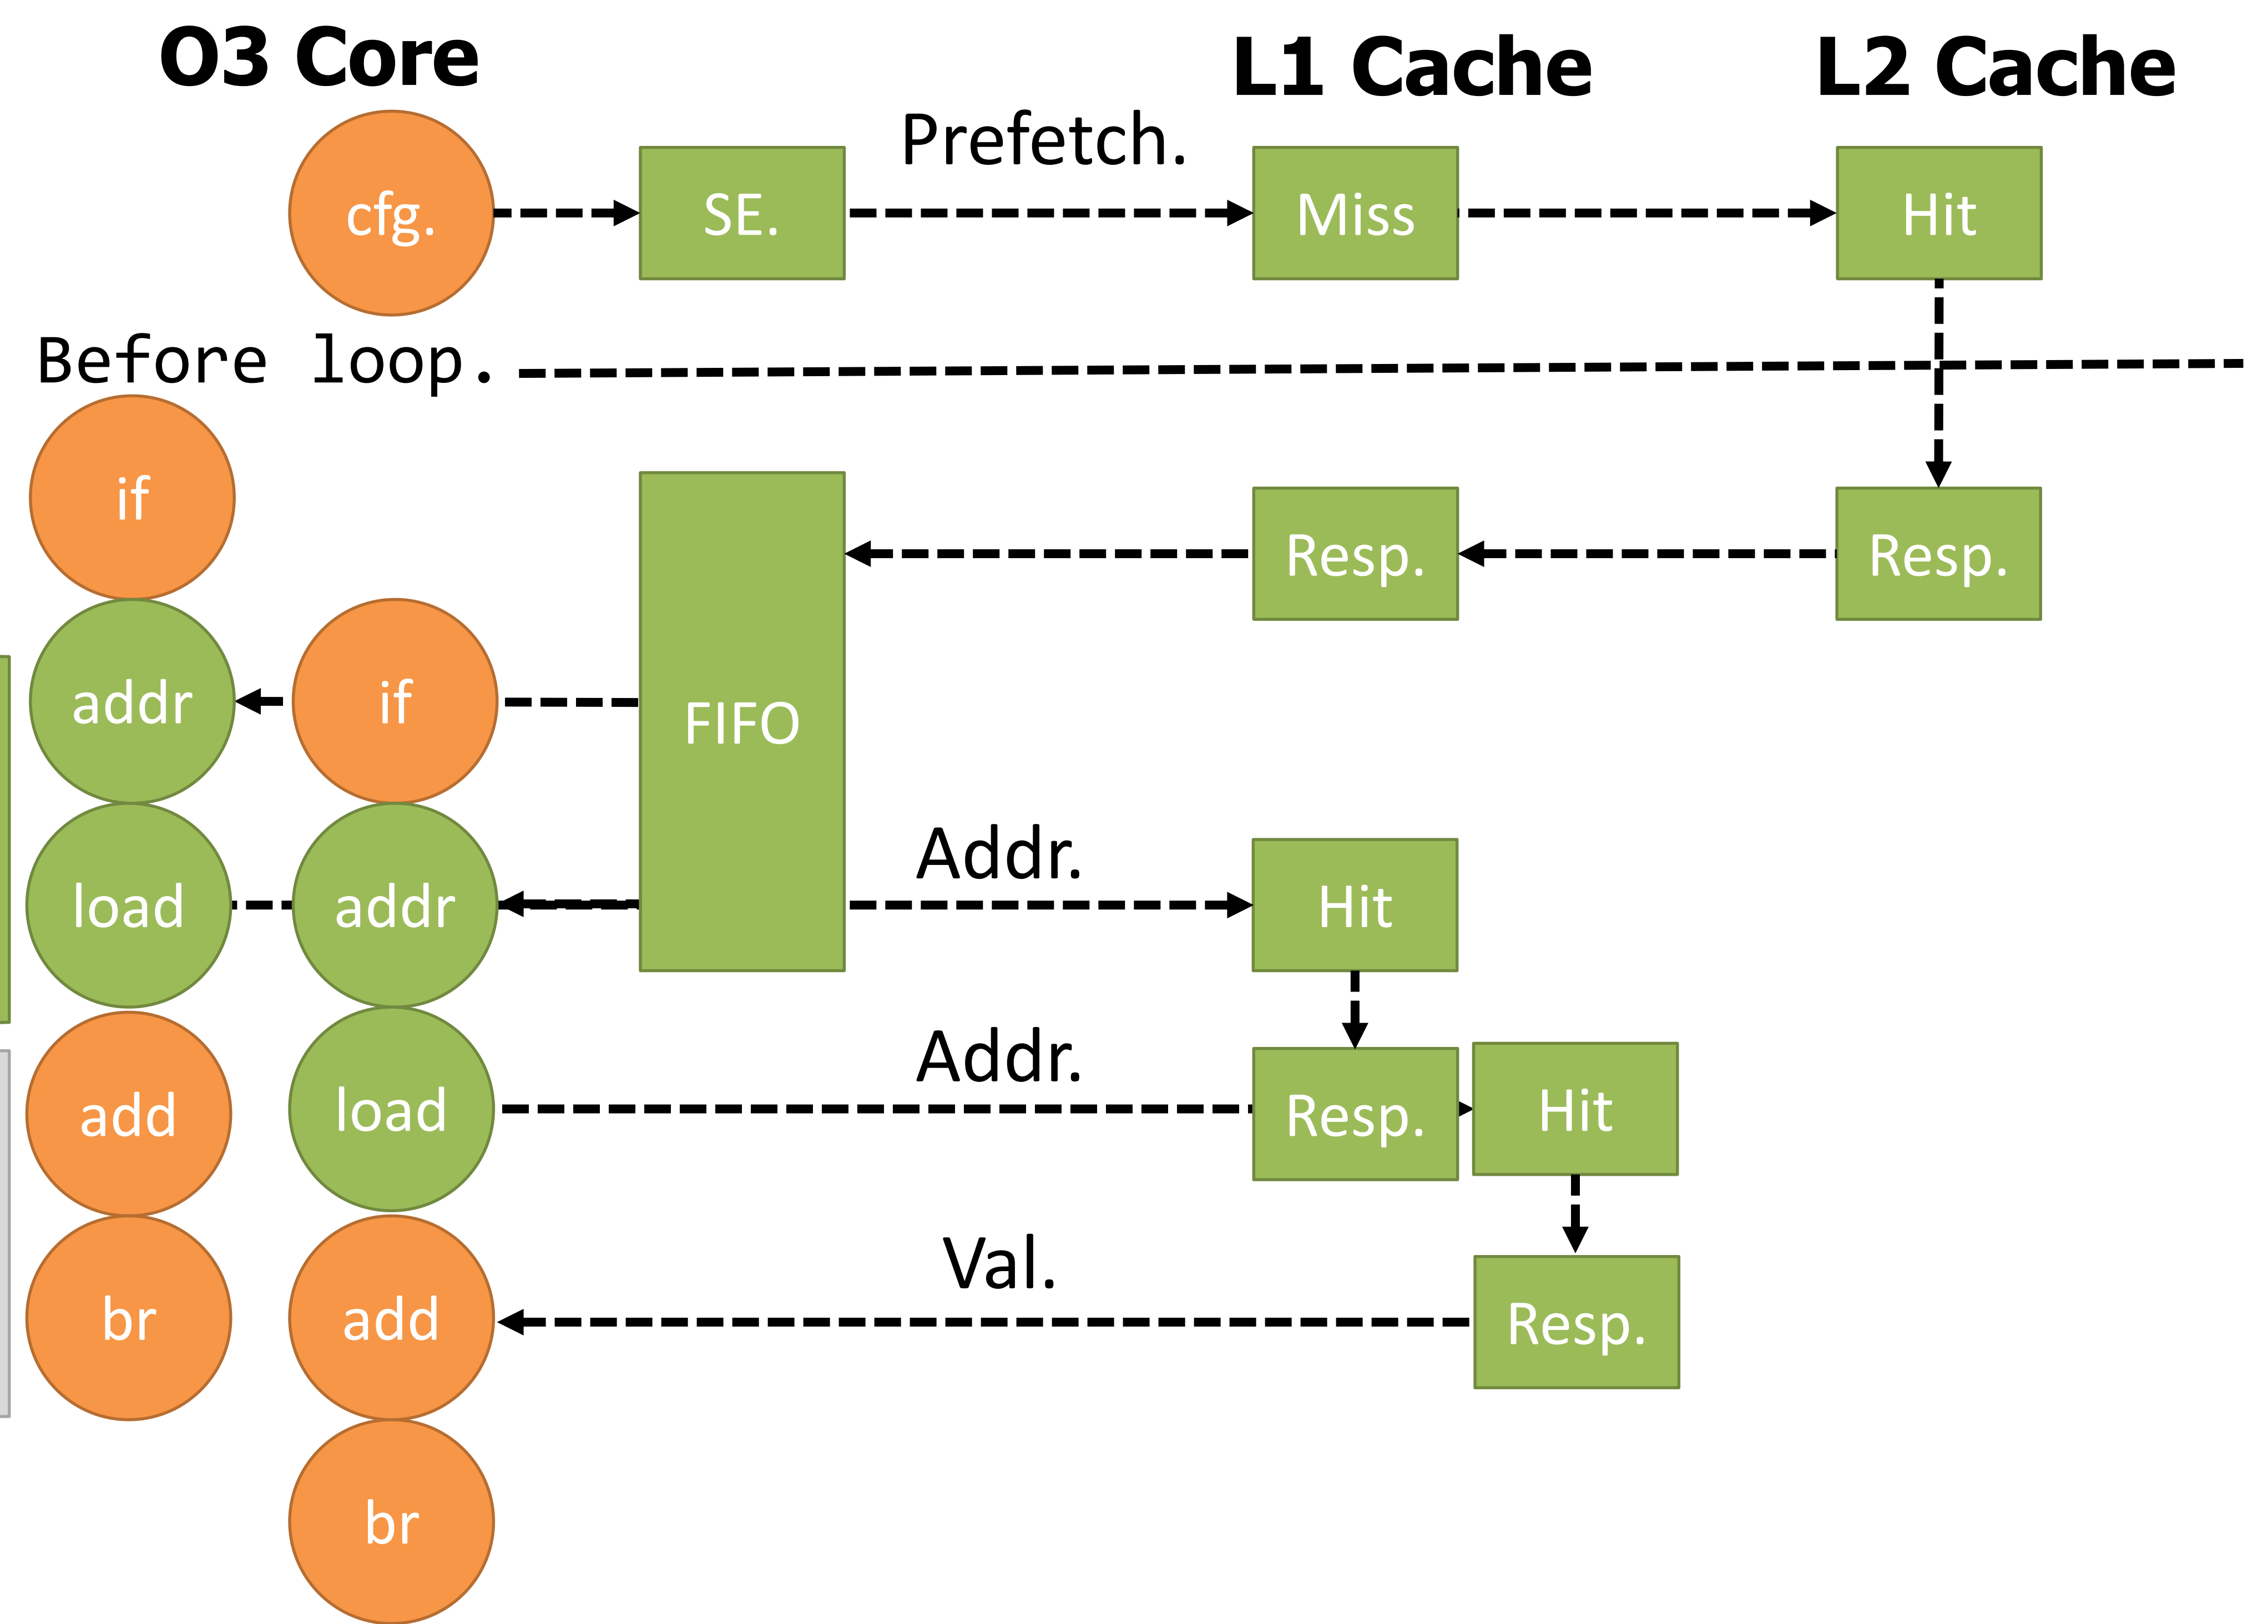 O3 Core
L1 Cache
L2 Cache
Prefetch.
cfg.
SE.
Miss
Hit
Before loop.
if
Resp.
Resp.
addr
if
FIFO
Addr.
load
addr
Hit
Addr.
add
load
Resp.
Hit
Val.
br
add
Resp.
br